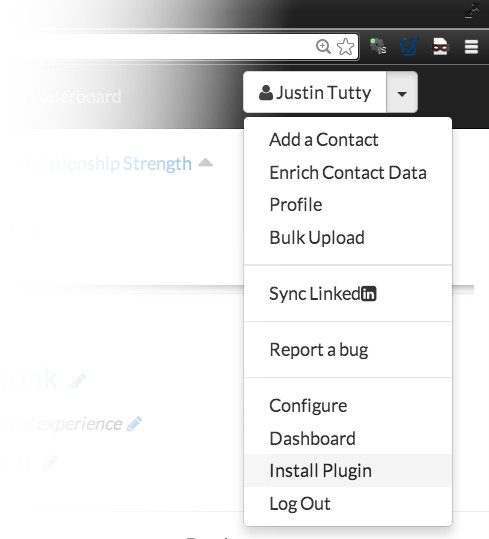 Justin Tutty
Relationship Strength
Add a Contact
Enrich Contact Data
Profile
Bulk Upload
Sync Linkedin
Report a bug
experience
Configure
Dashboard
Install Plugin
Log Out